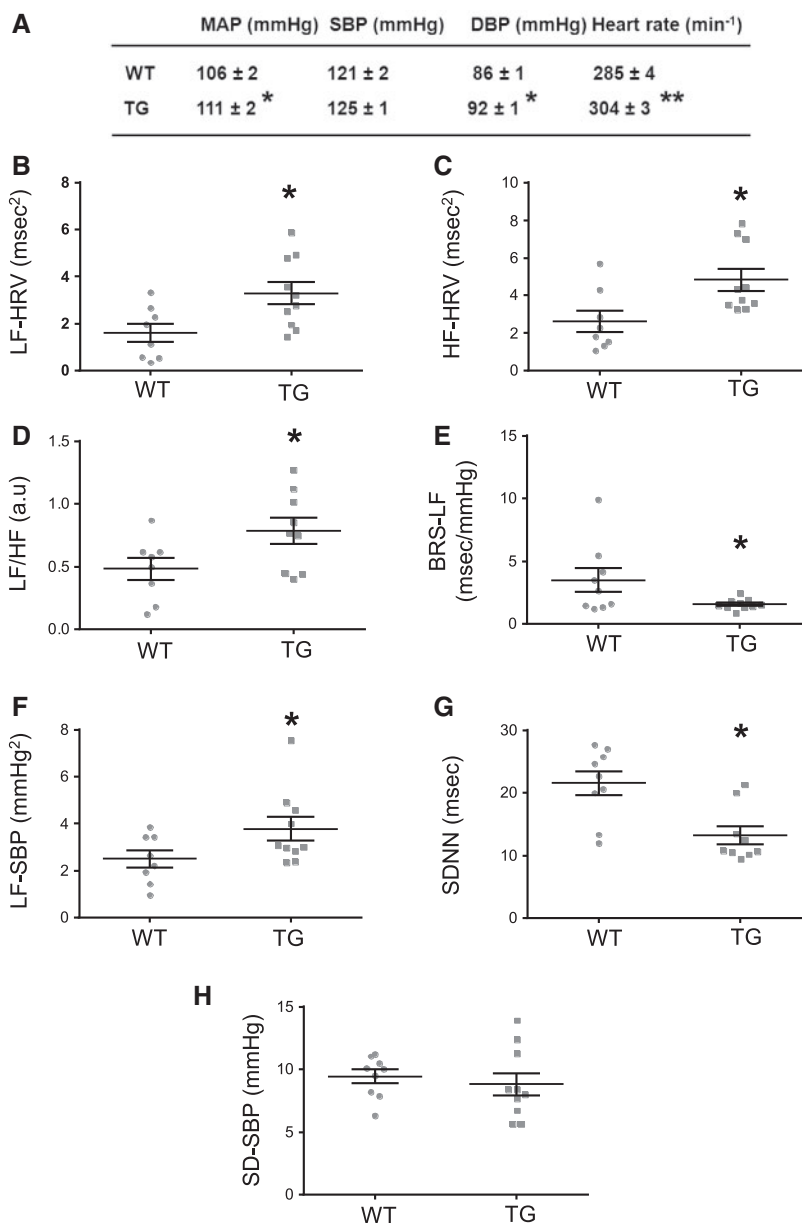 A
MAP (mmHg) SBP (mmHg) DBP (mmHg) Heart rate (min⁻¹)
WT 106 ± 2 121 ± 2 86 ± 1 285 ± 4
TG 111 ± 2 * 125 ± 1 92 ± 1 * 304 ± 3 **
B
LF-HRV (msec²)
8
6
4
2
0
*
WT TG
C
HF-HRV (msec²)
10
8
6
4
2
0
*
WT TG
D
LF/HF (a.u)
1.5
1.0
0.5
0.0
*
WT TG
E
BRS-LF
(msec/mmHg)
15
10
5
0
*
WT TG
F
LF-SBP (mmHg²)
8
6
4
2
0
*
WT TG
G
SDNN (msec)
30
20
10
0
*
WT TG
H
SD-SBP (mmHg)
15
10
5
0
WT TG